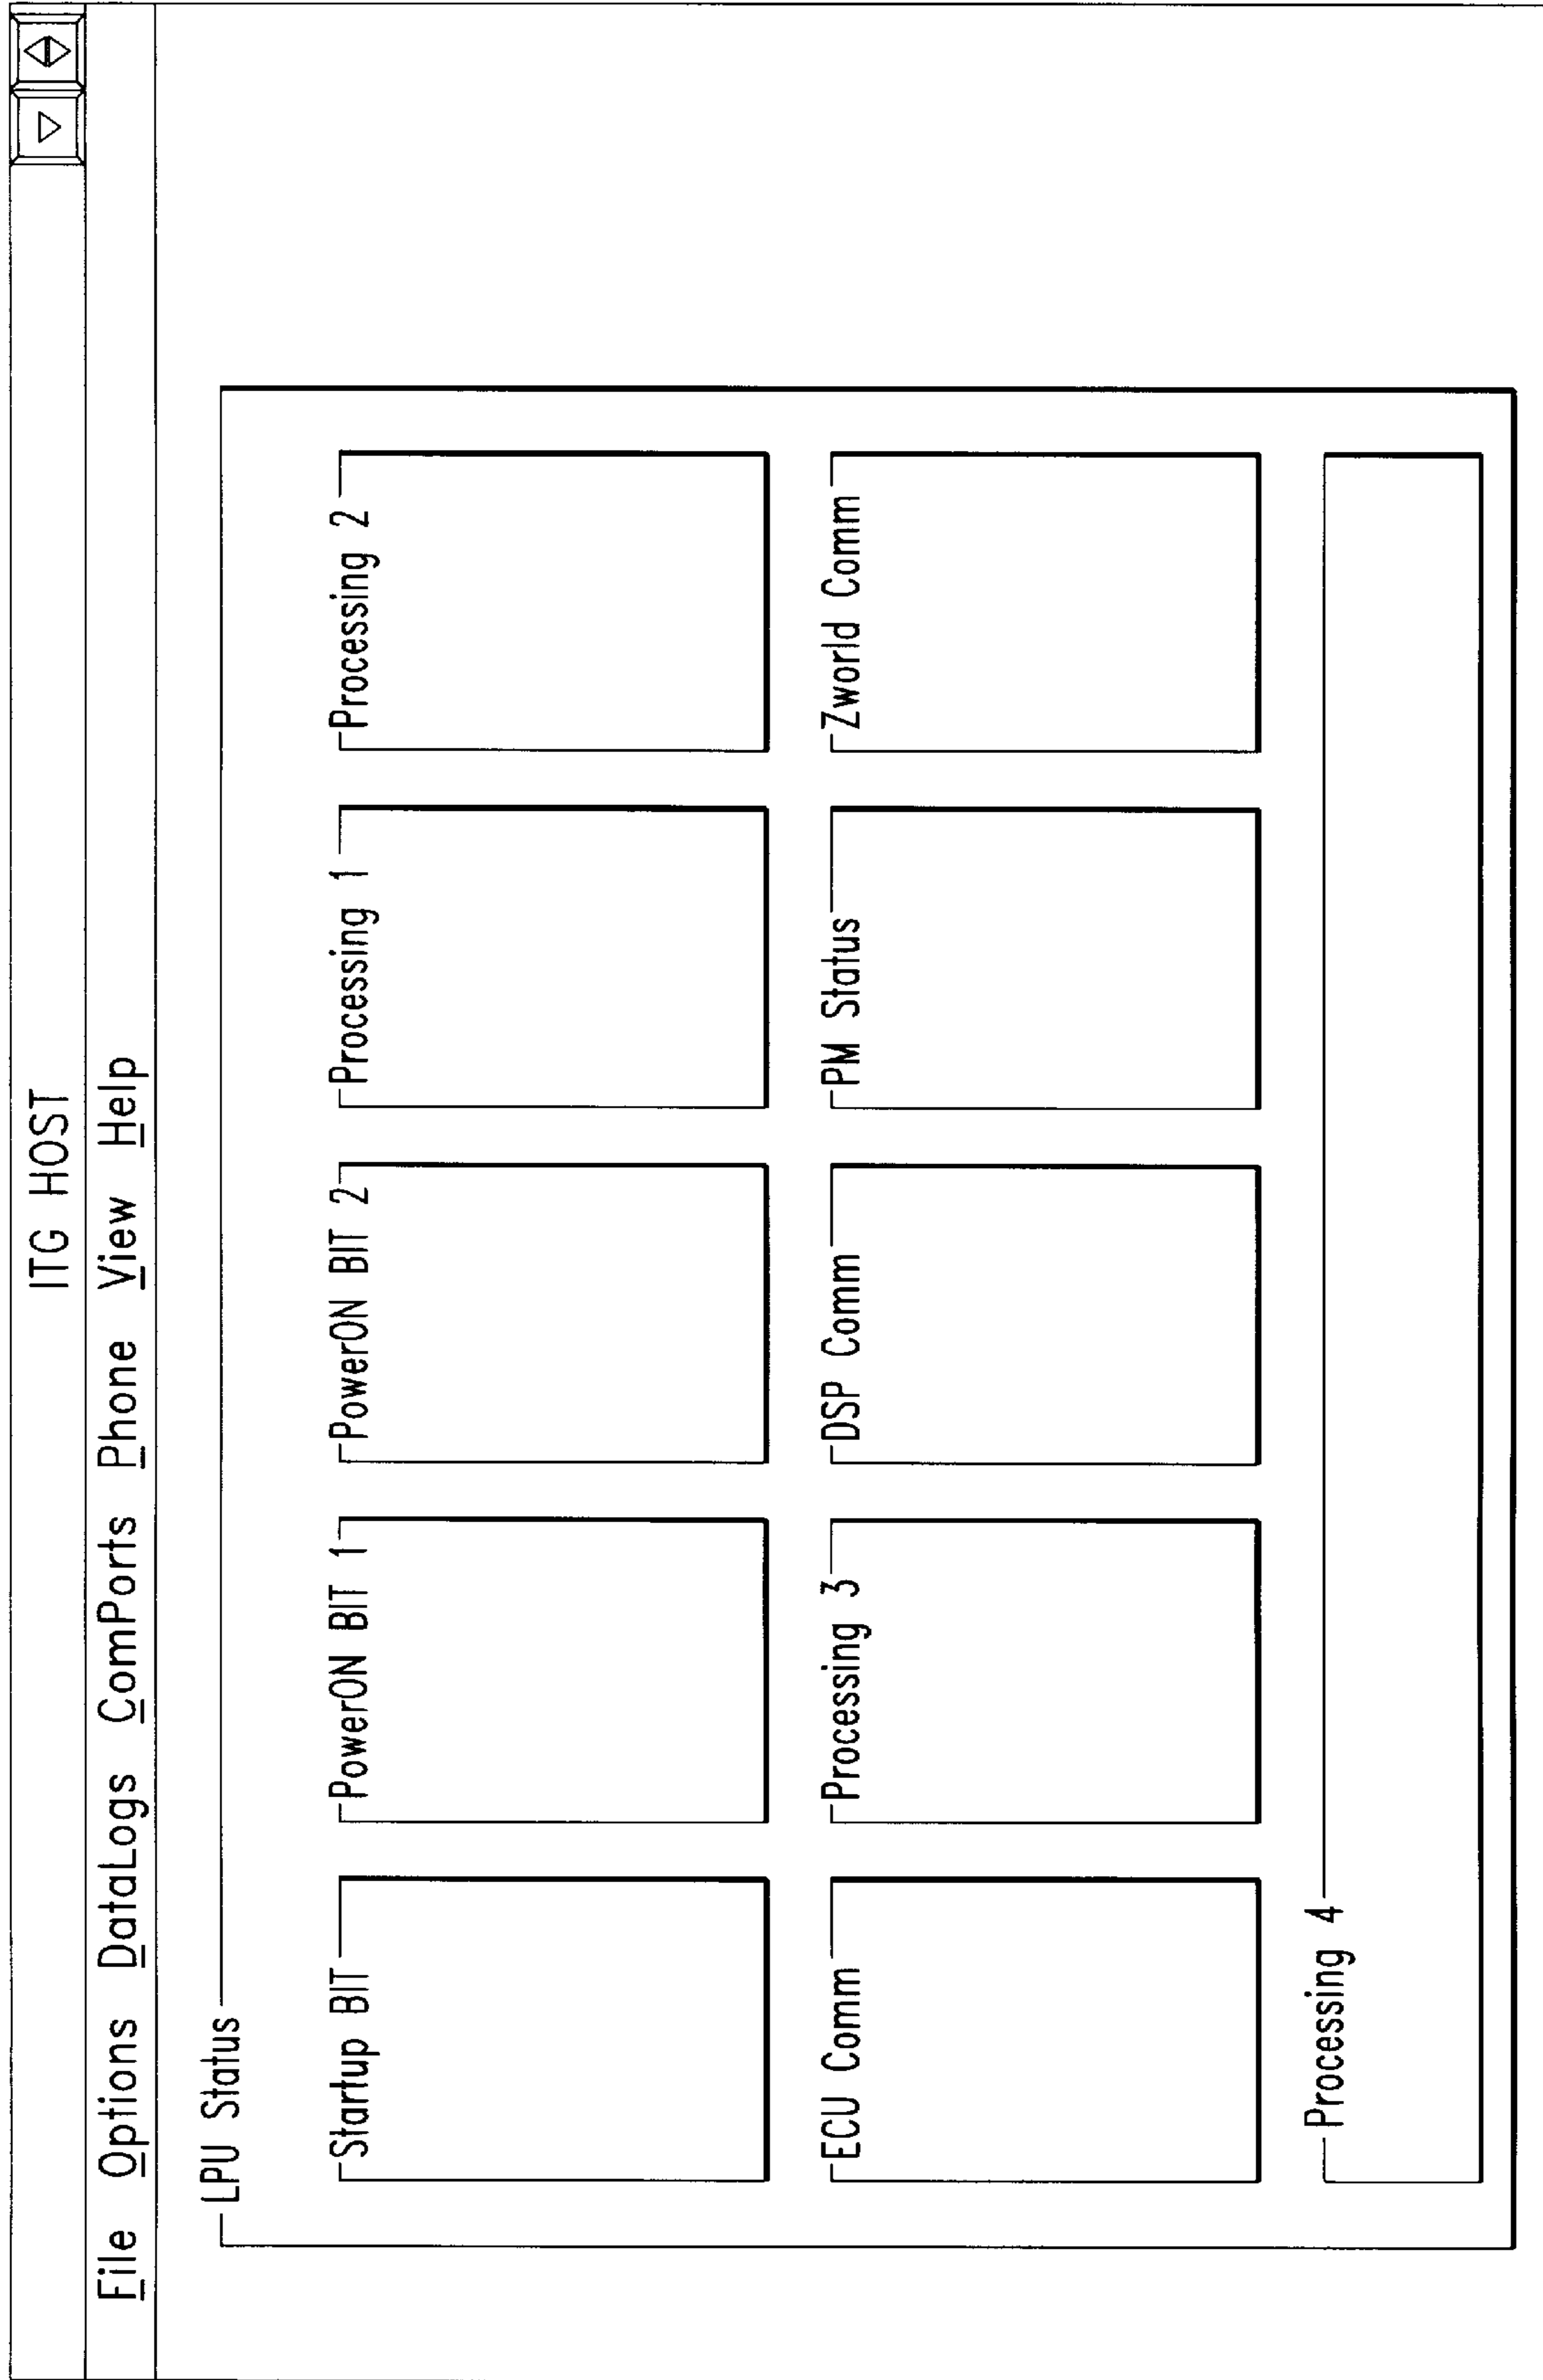 ITG HOST
File Options DataLogs ComPorts Phone View Help
LPU Status
Startup BIT PowerON BIT 1 PowerON BIT 2 Processing 1 Processing 2
ECU Comm Processing 3 DSP Comm PM Status Zworld Comm
Processing 4